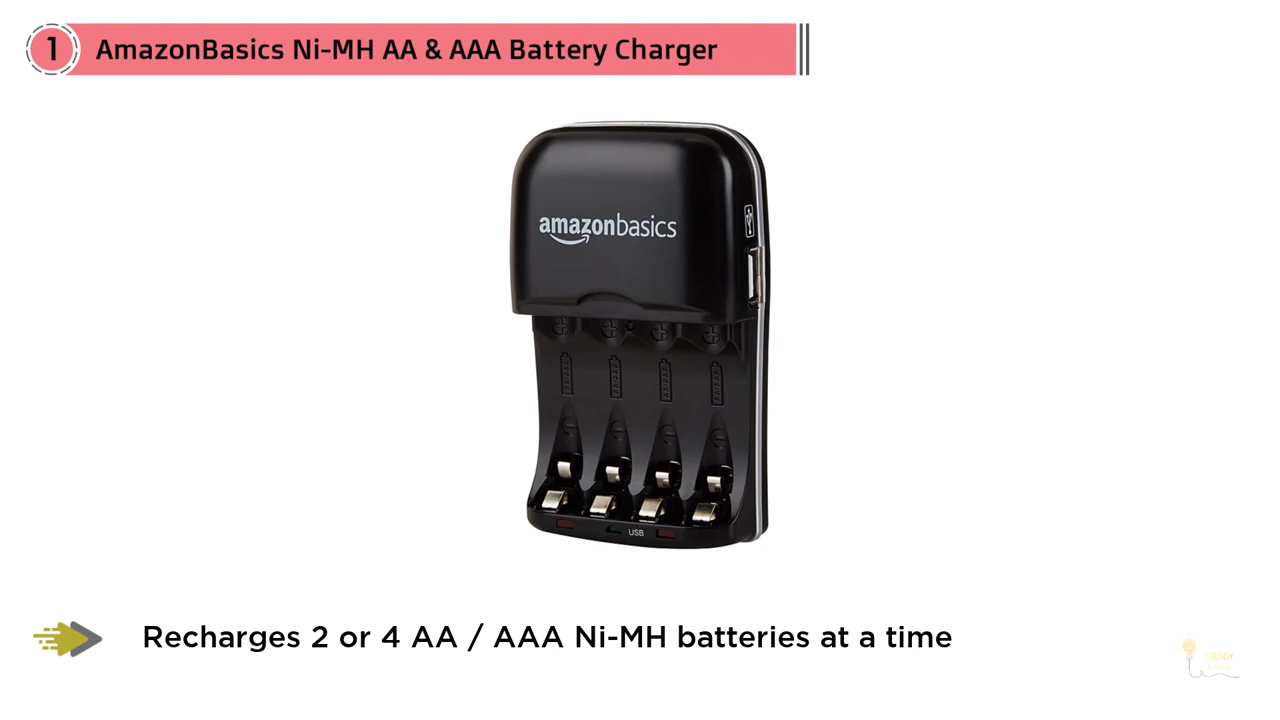 1 AmazonBasics Ni-MH AA & AAA Battery Charger
amazonbasics
USB
Recharges 2 or 4 AA / AAA Ni-MH batteries at a time